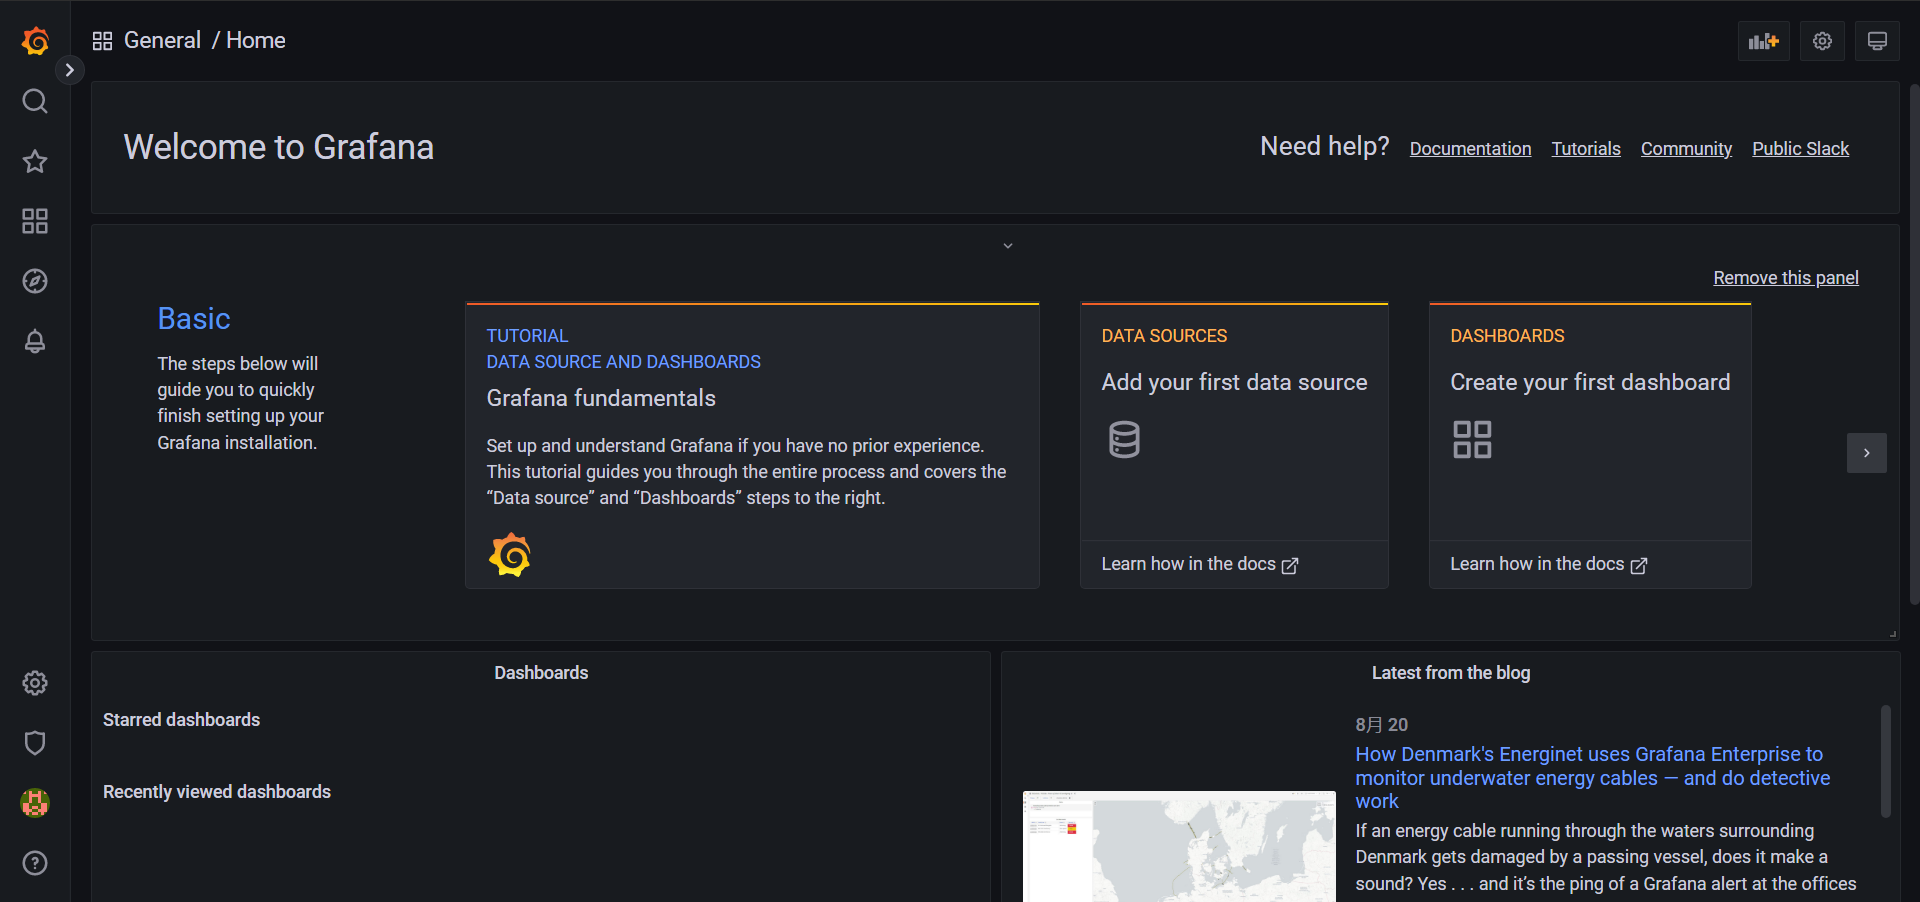 General / Home
Welcome to Grafana
Need help?
Documentation
Tutorials
Community
Public Slack
Remove this panel
Basic
The steps below will
guide you to quickly
finish setting up your
Grafana installation.
TUTORIAL
DATA SOURCE AND DASHBOARDS
Grafana fundamentals
Set up and understand Grafana if you have no prior experience.
This tutorial guides you through the entire process and covers the
“Data source” and “Dashboards” steps to the right.
DATA SOURCES
Add your first data source
Learn how in the docs
DASHBOARDS
Create your first dashboard
Learn how in the docs
Dashboards
Starred dashboards
Recently viewed dashboards
Latest from the blog
8月 20
How Denmark's Energinet uses Grafana Enterprise to
monitor underwater energy cables — and do detective
work
If an energy cable running through the waters surrounding
Denmark gets damaged by a passing vessel, does it make a
sound? Yes . . . and it’s the ping of a Grafana alert at the offices